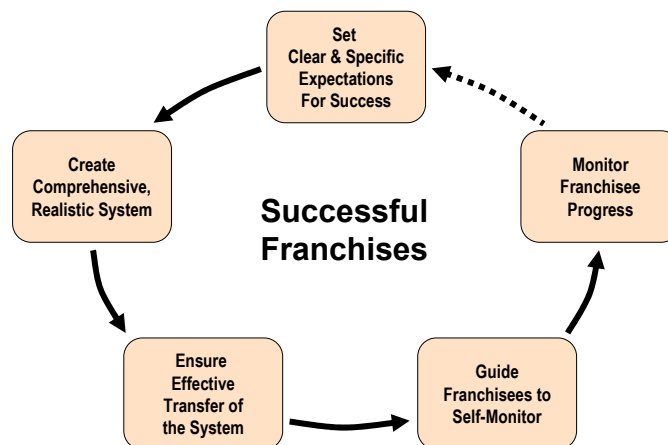 Set
Clear & Specific
Expectations
For Success
Create
Comprehensive,
Realistic System
Monitor
Franchisee
Progress
Successful
Franchises
Ensure
Effective
Transfer of
the System
Guide
Franchisees to
Self-Monitor